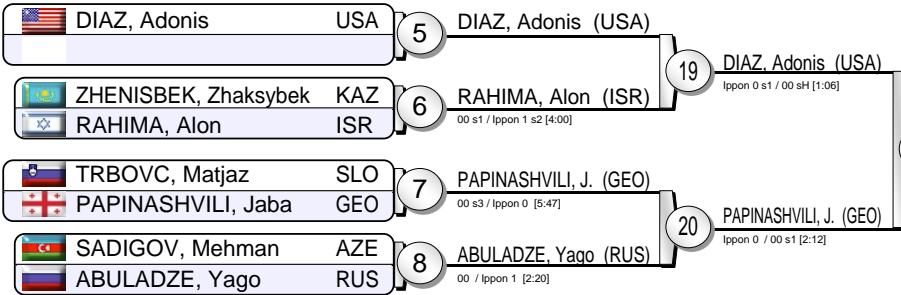 DIAZ, Adonis USA
5
DIAZ, Adonis (USA)
ZHENISBEK, Zhaksybek KAZ
RAHIMA, Alon ISR
6
RAHIMA, Alon (ISR)
00 s1 / Ippon 1 s2 [4:00]
19
DIAZ, Adonis (USA)
Ippon 0 s1 / 00 sH [1:06]
TRBOVC, Matjaz SLO
PAPINASHVILI, Jaba GEO
7
PAPINASHVILI, J. (GEO)
00 s3 / Ippon 0 [5:47]
SADIGOV, Mehman AZE
ABULADZE, Yago RUS
8
ABULADZE, Yago (RUS)
00 / Ippon 1 [2:20]
20
PAPINASHVILI, J. (GEO)
Ippon 0 / 00 s1 [2:12]